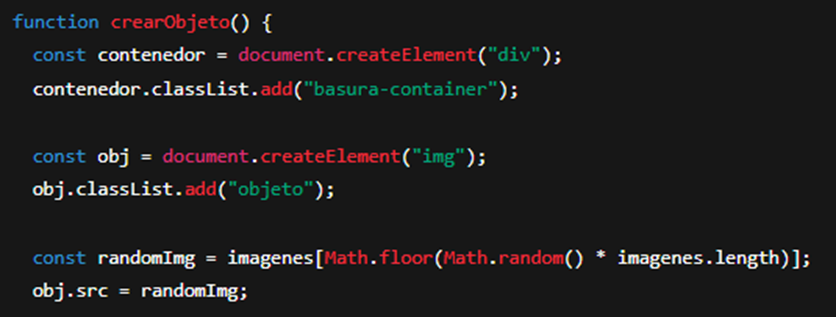 function crearObjeto() {
  const contenedor = document.createElement("div");
  contenedor.classList.add("basura-container");

  const obj = document.createElement("img");
  obj.classList.add("objeto");

  const randomImg = imagenes[Math.floor(Math.random() * imagenes.length)];
  obj.src = randomImg;